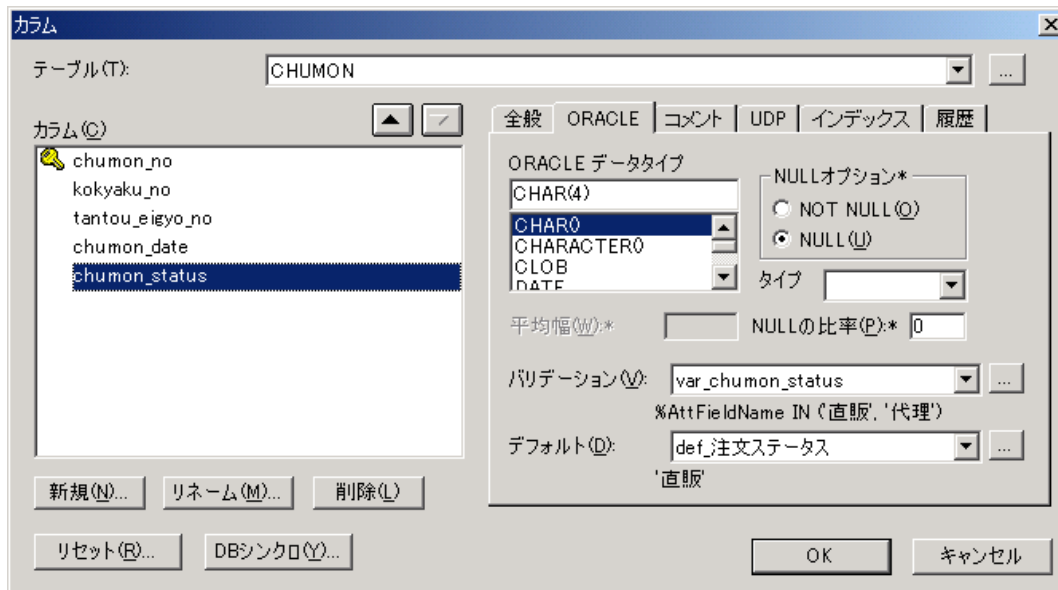 カラム
テーブル(T):
CHUMON
...
カラム(C)
chumon_no
kokyaku_no
tantou_eigyo_no
chumon_date
chumon_status
新規(N)...
リネーム(M)...
削除(L)
リセット(R)...
DBシンクロ(Y)...
全般
ORACLE
コメント
UDP
インデックス
履歴
ORACLE データタイプ
CHAR(4)
CHAR()
CHARACTER()
CLOB
DATE
NULLオプション*
NOT NULL(O)
NULL(U)
タイプ
平均幅(W):*
NULLの比率(P):*
0
バリデーション(V):
var_chumon_status
...
%AttFieldName IN ('直販', '代理')
デフォルト(D):
def_注文ステータス
...
'直販'
OK
キャンセル